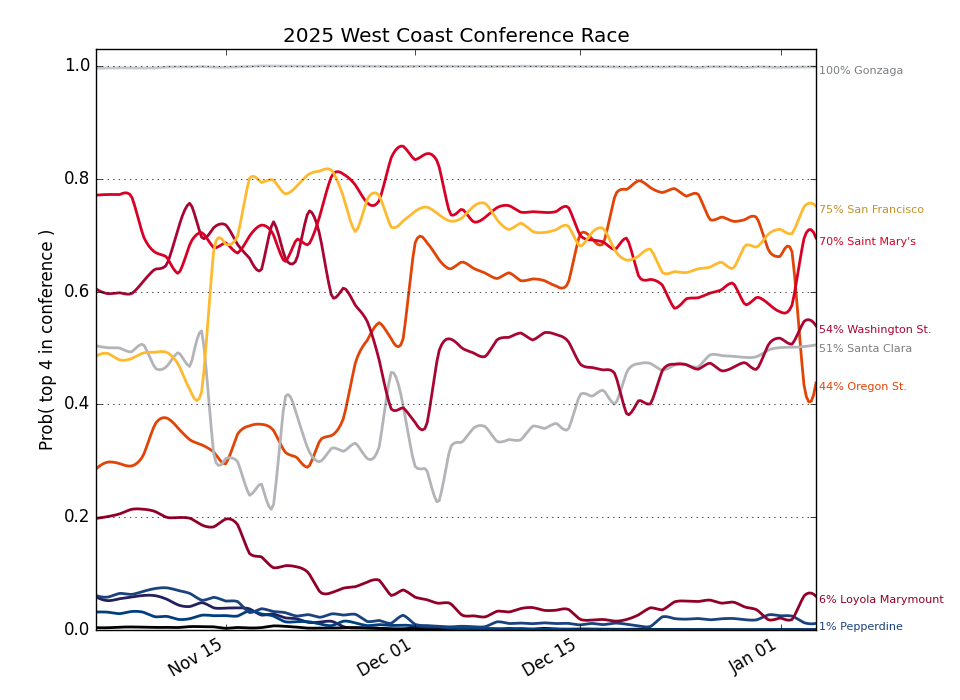 2025 West Coast Conference Race
Prob( top 4 in conference )
1.0
0.8
0.6
0.4
0.2
0.0
Nov 15
Dec 01
Dec 15
Jan 01
100% Gonzaga
75% San Francisco
70% Saint Mary's
54% Washington St.
51% Santa Clara
44% Oregon St.
6% Loyola Marymount
1% Pepperdine